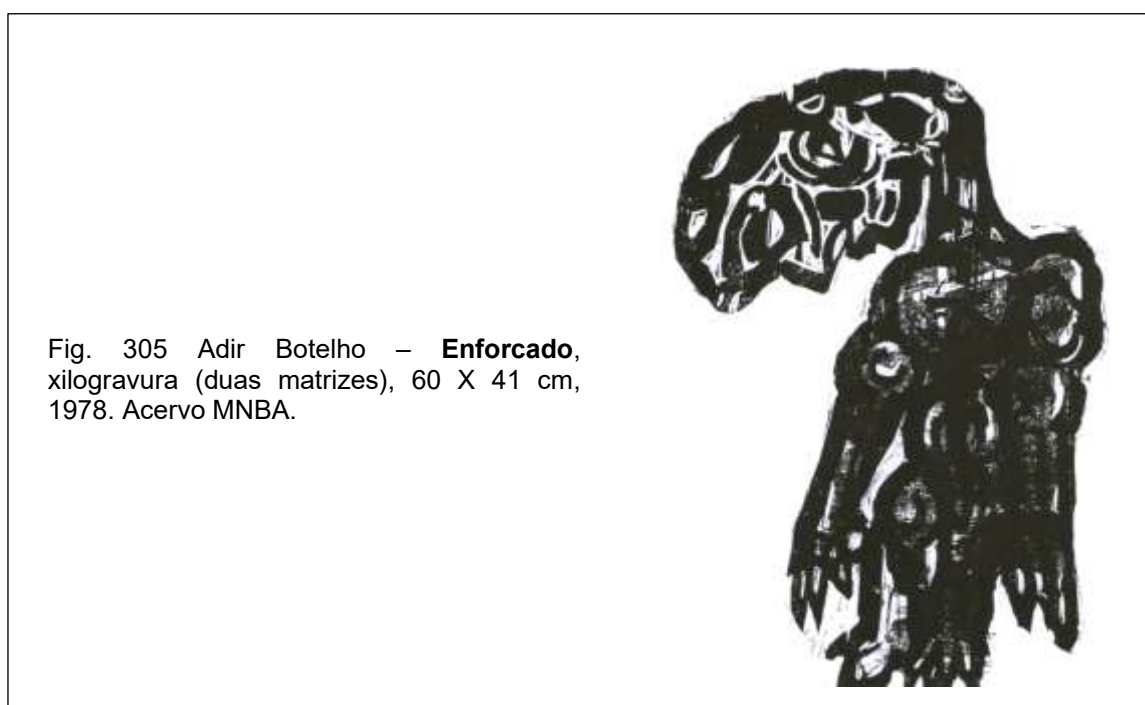 Fig. 305 Adir Botelho – Enforcado,
xilogravura (duas matrizes), 60 X 41 cm,
1978. Acervo MNBA.